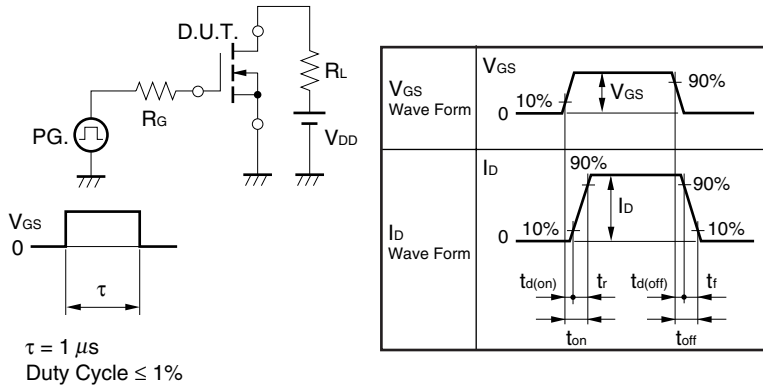 D.U.T.
RL
RG
PG.
VDD
VGS
0
τ
τ = 1 μs
Duty Cycle ≤ 1%
VGS
Wave Form
VGS
10%
VGS
90%
0
ID
Wave Form
ID
90%
90%
ID
10%
10%
0
td(on) tr td(off) tf
ton toff